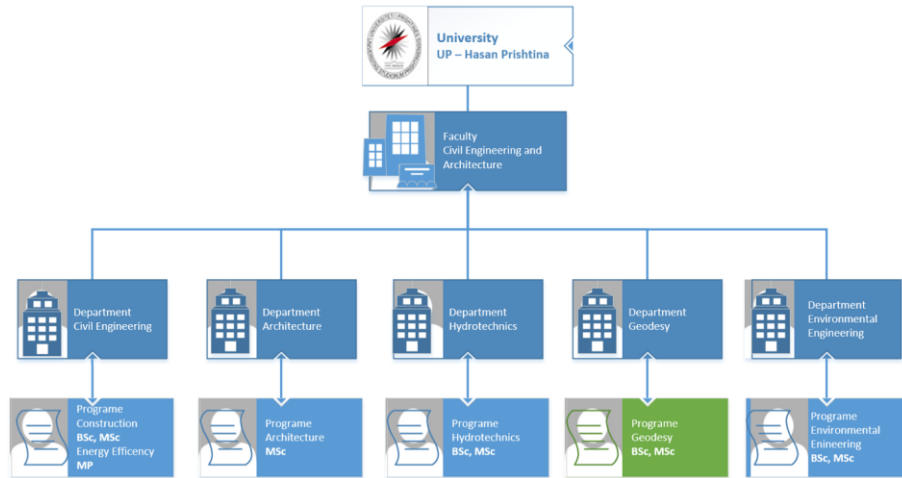 University
UP – Hasan Prishtina
Faculty
Civil Engineering and
Architecture
Department
Civil Engineering
Department
Architecture
Department
Hydrotechnics
Department
Geodesy
Department
Environmental
Engineering
Programe
Construction
BSc, MSc
Energy Efficency
MP
Programe
Architecture
MSc
Programe
Hydrotechnics
BSc, MSc
Programe
Geodesy
BSc, MSc
Programe
Environmental
Enineering
BSc, MSc